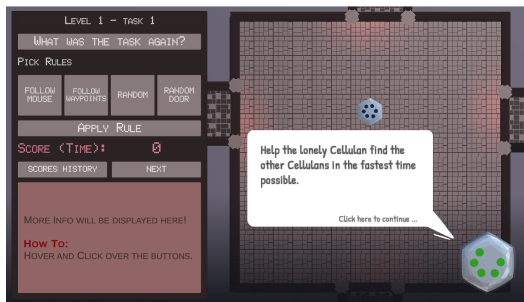 LEVEL 1 – TASK 1
WHAT WAS THE TASK AGAIN?
PICK RULES
FOLLOW MOUSE
FOLLOW WAYPOINTS
RANDOM
RANDOM DOOR
APPLY RULE
SCORE (TIME): 0
SCORES HISTORY
NEXT
MORE INFO WILL BE DISPLAYED HERE!
HOW TO:
HOVER AND CLICK OVER THE BUTTONS.
Help the lonely Cellulan find the
other Cellulans in the fastest time
possible.
Click here to continue ...